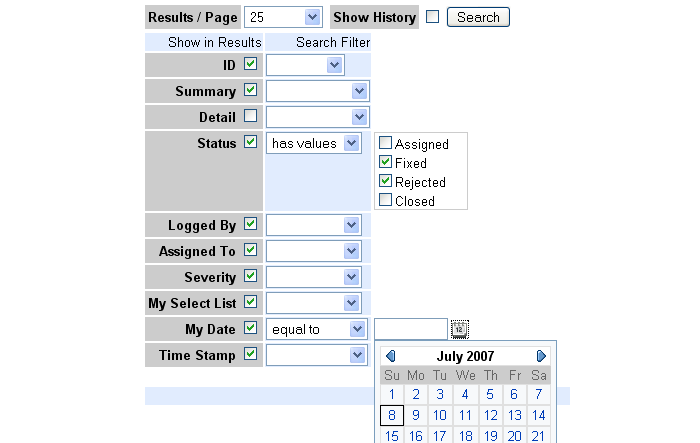 Results / Page 25 Show History Search
Show in Results Search Filter
ID
Summary
Detail
Status has values Assigned
Fixed
Rejected
Closed
Logged By
Assigned To
Severity
My Select List
My Date equal to 12
Time Stamp
July 2007
Su Mo Tu We Th Fr Sa
1 2 3 4 5 6 7
8 9 10 11 12 13 14
15 16 17 18 19 20 21